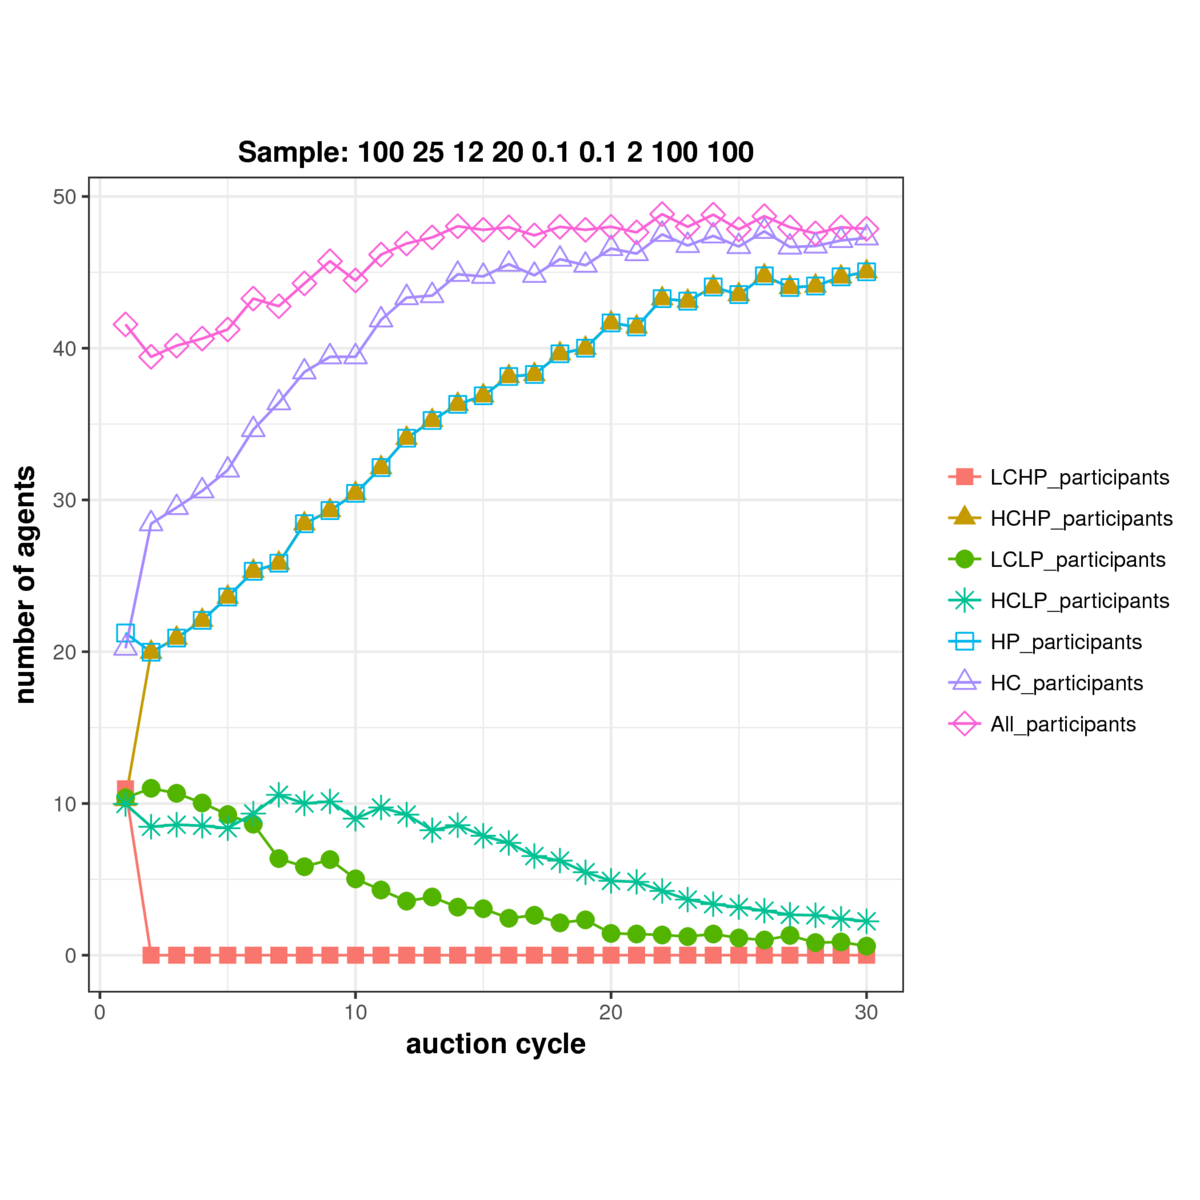 Sample: 100 25 12 20 0.1 0.1 2 100 100
50
40
30
20
10
0
number of agents
0 10 20 30
auction cycle
LCHP_participants
HCHP_participants
LCLP_participants
HCLP_participants
HP_participants
HC_participants
All_participants